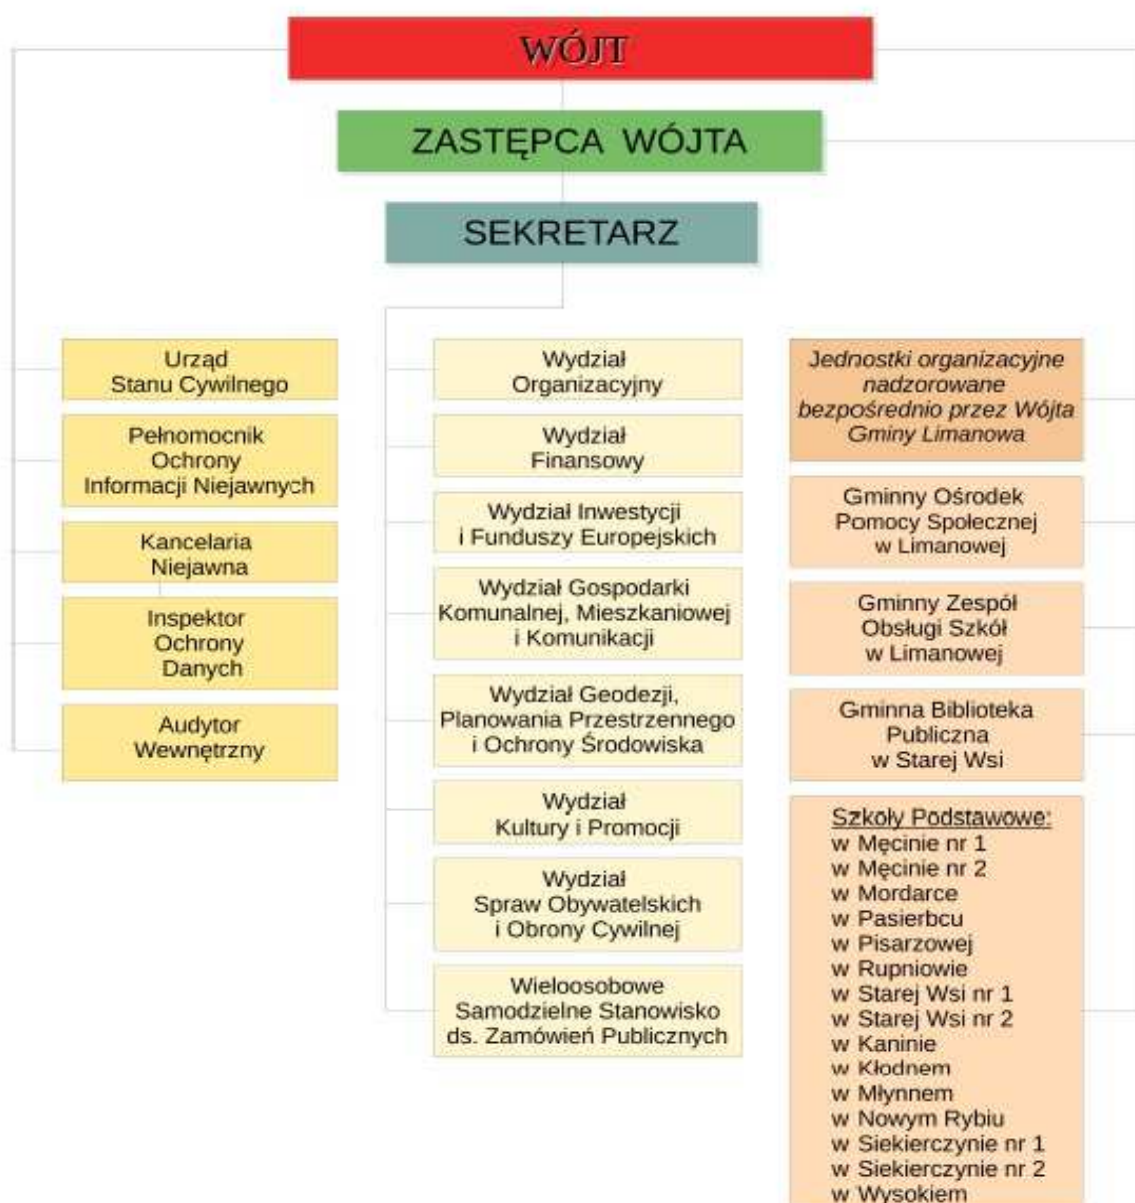 WÓJT
ZASTĘPCA WÓJTA
SEKRETARZ
Urząd
Stanu Cywilnego
Pełnomocnik
Ochrony
Informacji Niejawnych
Kancelaria
Niejawna
Inspektor
Ochrony
Danych
Audytor
Wewnętrzny
Wydział
Organizacyjny
Wydział
Finansowy
Wydział Inwestycji
i Funduszy Europejskich
Wydział Gospodarki
Komunalnej, Mieszkaniowej
i Komunikacji
Wydział Geodezji,
Planowania Przestrzennego
i Ochrony Środowiska
Wydział
Kultury i Promocji
Wydział
Spraw Obywatelskich
i Obrony Cywilnej
Wieloosobowe
Samodzielne Stanowisko
ds. Zamówień Publicznych
Jednostki organizacyjne
nadzorowane
bezpośrednio przez Wójta
Gminy Limanowa
Gminny Ośrodek
Pomocy Społecznej
w Limanowej
Gminny Zespół
Obsługi Szkół
w Limanowej
Gminna Biblioteka
Publiczna
w Starej Wsi
Szkoły Podstawowe:
w Męcinie nr 1
w Męcinie nr 2
w Mordarce
w Pasierbcu
w Pisarzowej
w Rupniowie
w Starej Wsi nr 1
w Starej Wsi nr 2
w Kaninie
w Kłodnem
w Młynnem
w Nowym Rybiu
w Siekierczynie nr 1
w Siekierczynie nr 2
w Wysokiem